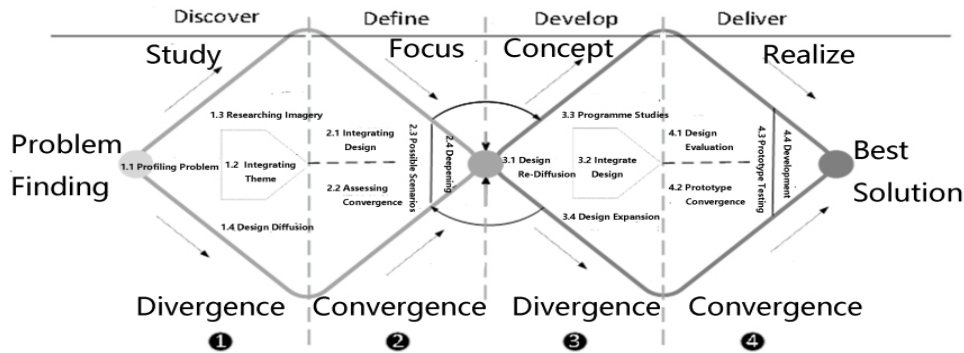 Discover
Define
Develop
Deliver
Study
Focus
Concept
Realize
Problem
Finding
1.1 Profiling Problem
1.2 Integrating
Theme
1.3 Researching Imagery
1.4 Design Diffusion
2.1 Integrating
Design
2.2 Assessing
Convergence
2.3 Possible Scenarios
2.4 Deepening
3.1 Design
Re-Diffusion
3.2 Integrate
Design
3.3 Programme Studies
3.4 Design Expansion
4.1 Design
Evaluation
4.2 Prototype
Convergence
4.3 Prototype Testing
4.4 Development
Best
Solution
Divergence
Convergence
Divergence
Convergence
1
2
3
4